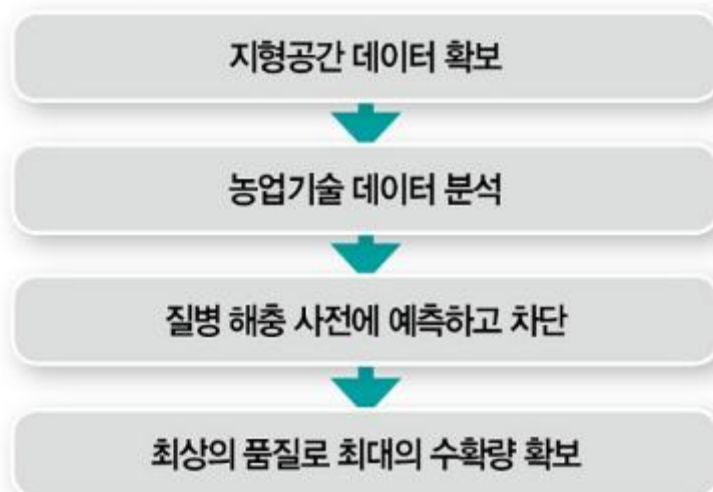 지형공간 데이터 확보
농업기술 데이터 분석
질병 해충 사전에 예측하고 차단
최상의 품질로 최대의 수확량 확보